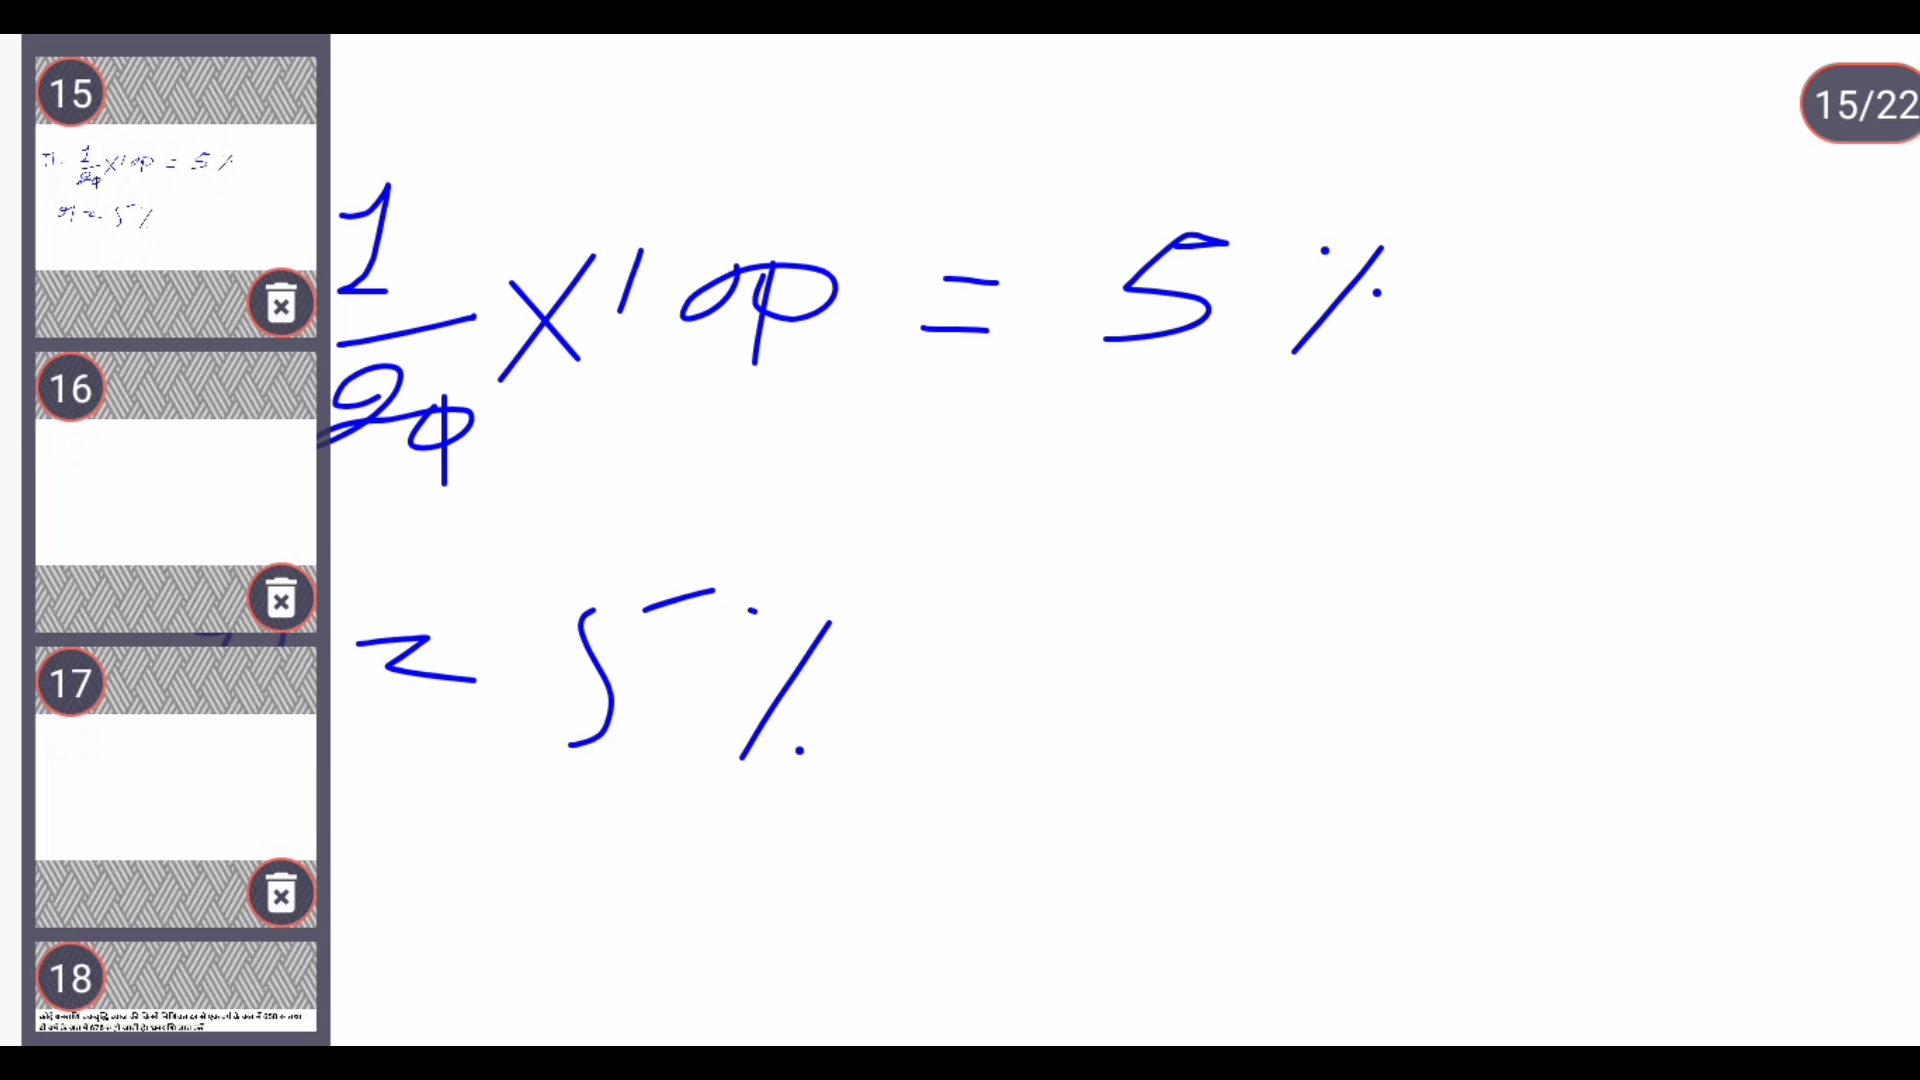 15
15/22
1/20 × 100 = 5 %
= 5 %
16
17
18